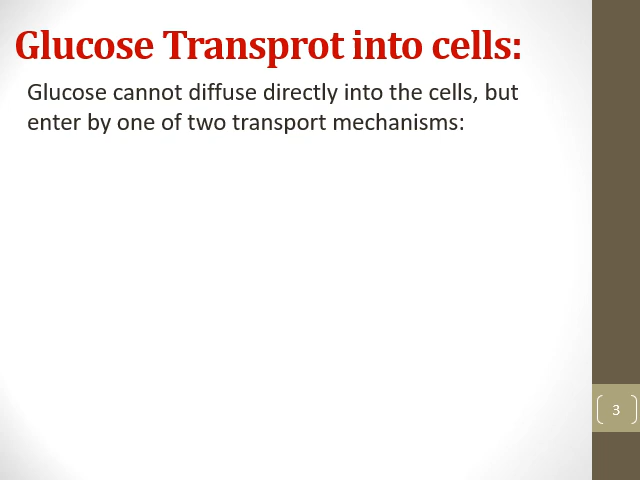 Glucose Transprot into cells:
Glucose cannot diffuse directly into the cells, but
enter by one of two transport mechanisms:
3